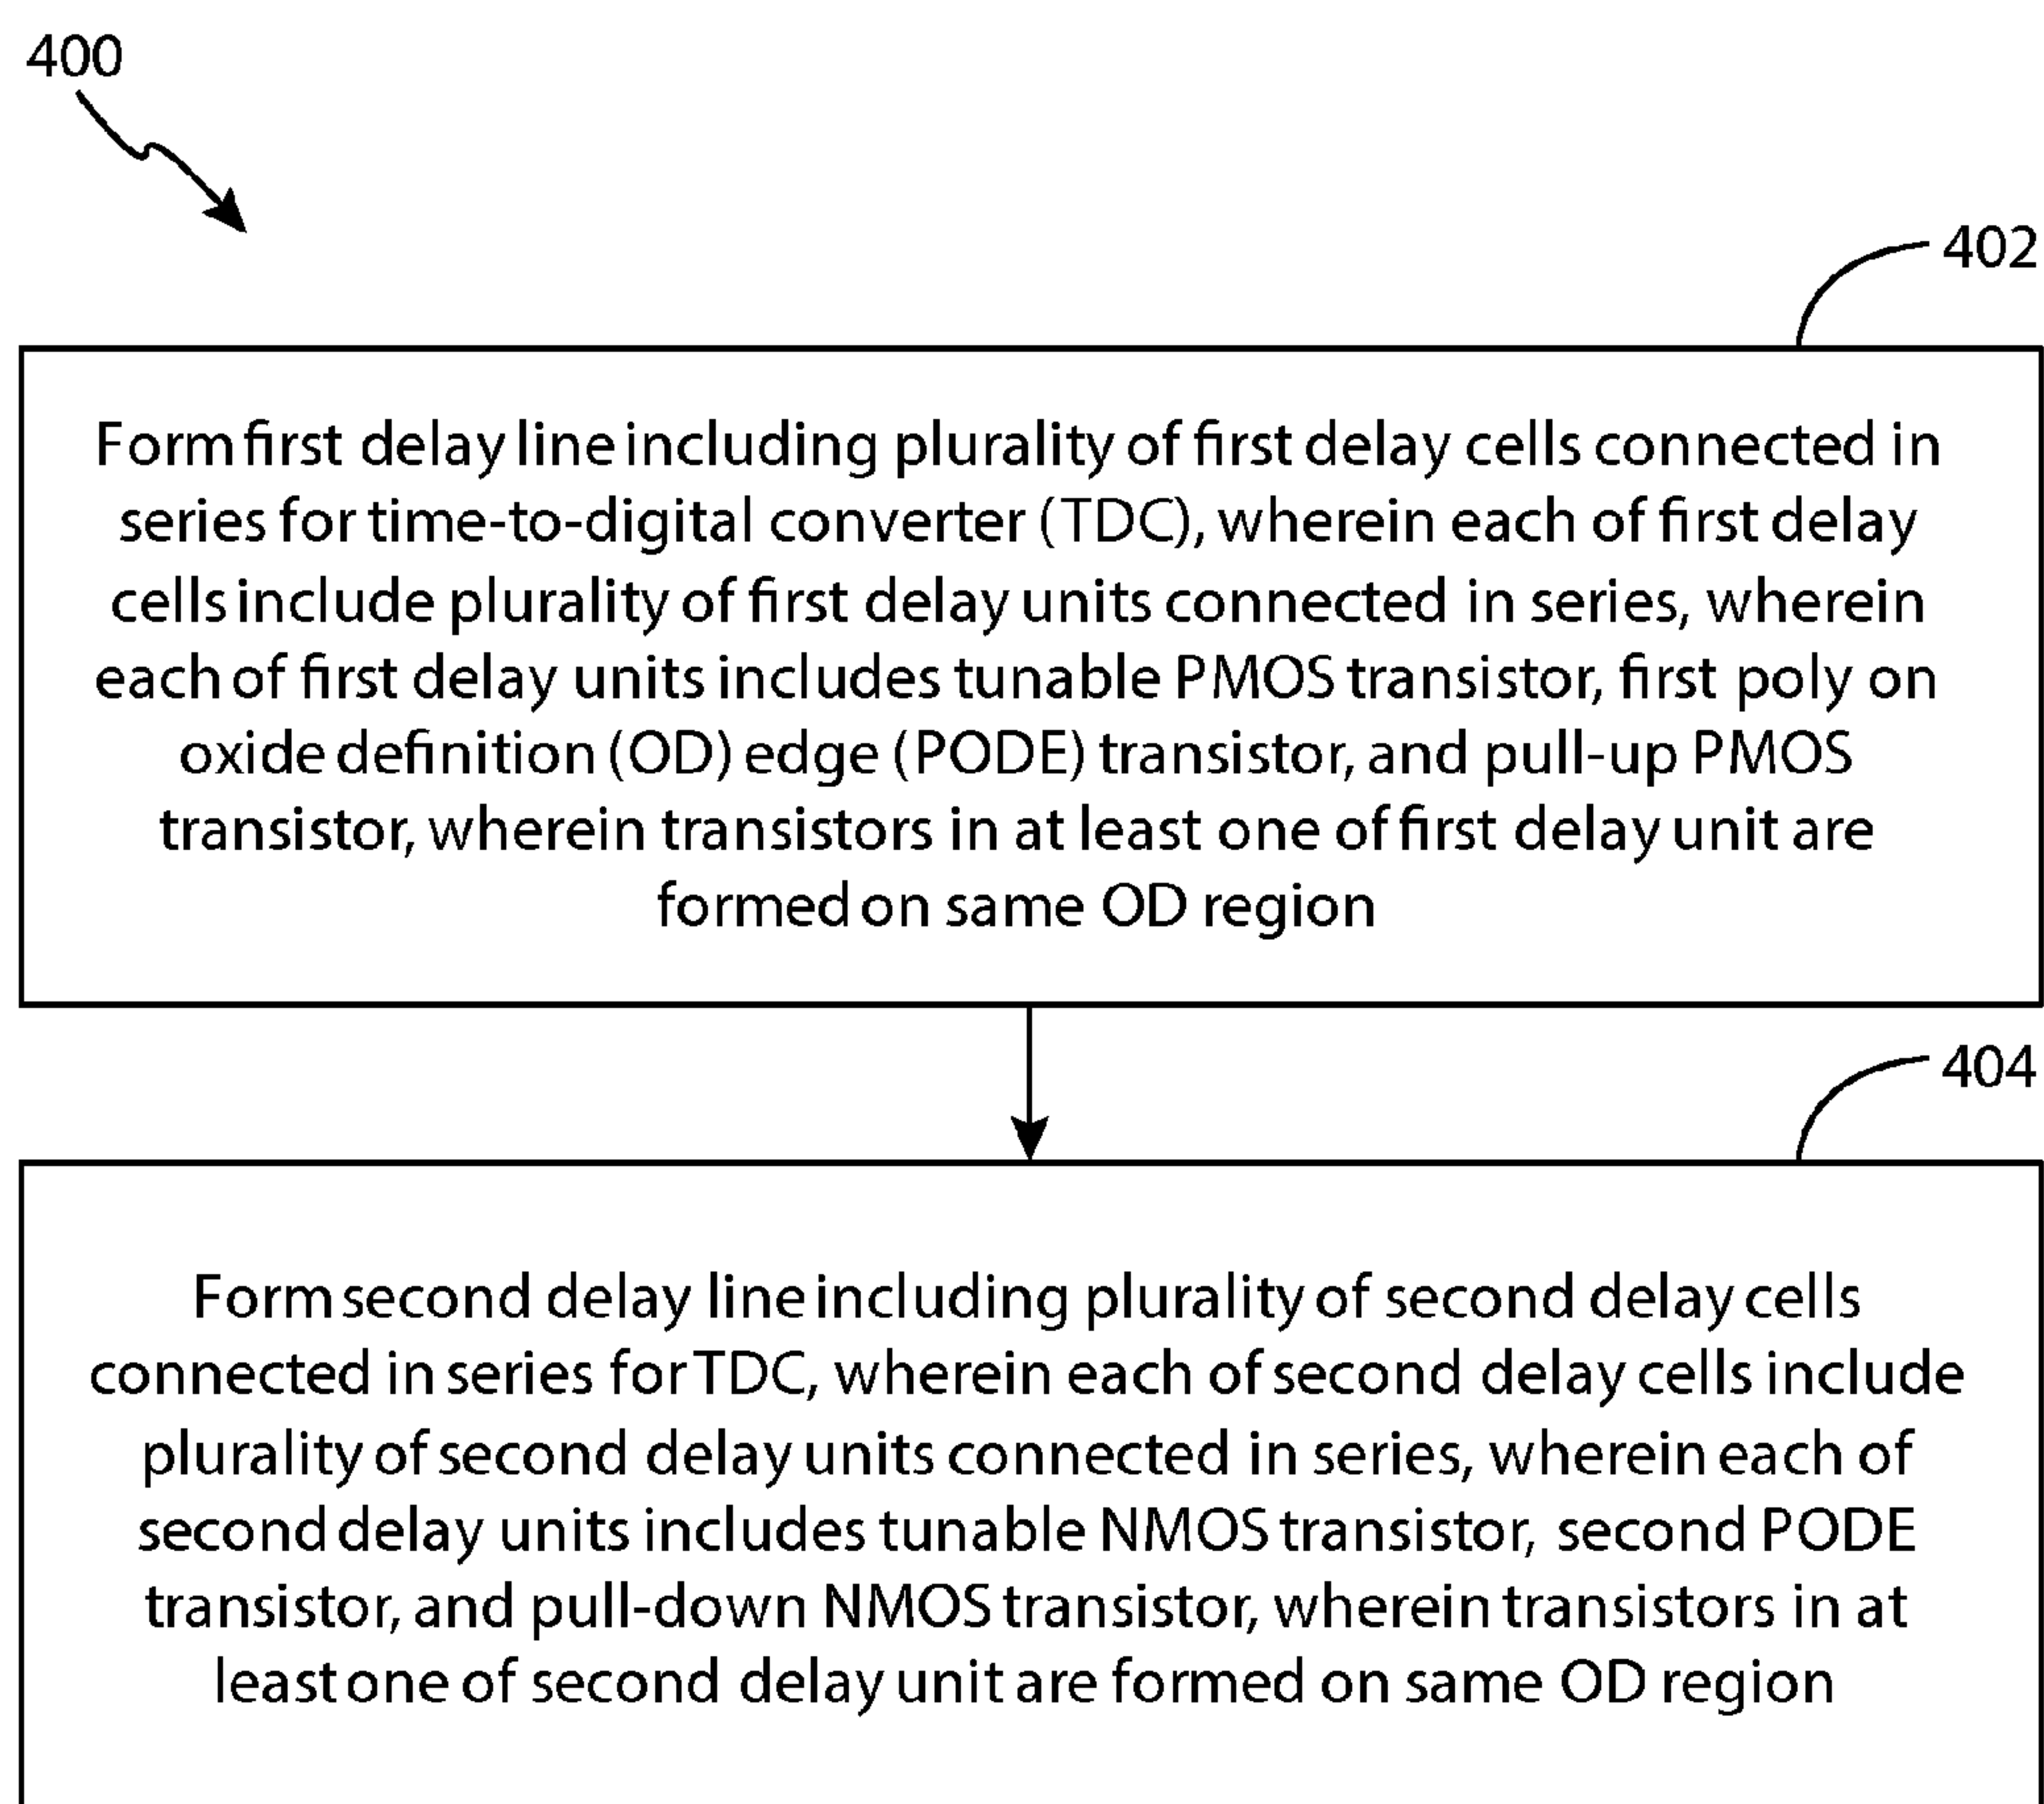 400
402
Form first delay line including plurality of first delay cells connected in
series for time-to-digital converter (TDC), wherein each of first delay
cells include plurality of first delay units connected in series, wherein
each of first delay units includes tunable PMOS transistor, first poly on
oxide definition (OD) edge (PODE) transistor, and pull-up PMOS
transistor, wherein transistors in at least one of first delay unit are
formed on same OD region
404
Form second delay line including plurality of second delay cells
connected in series for TDC, wherein each of second delay cells include
plurality of second delay units connected in series, wherein each of
second delay units includes tunable NMOS transistor, second PODE
transistor, and pull-down NMOS transistor, wherein transistors in at
least one of second delay unit are formed on same OD region